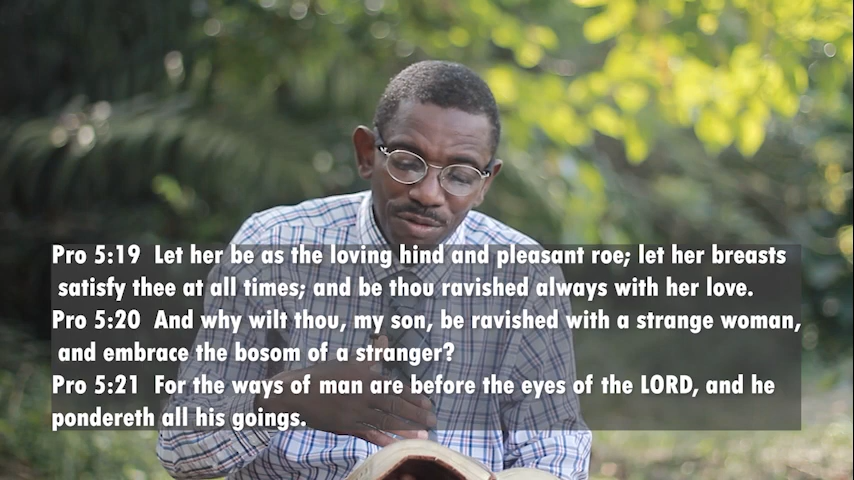 Pro 5:19 Let her be as the loving hind and pleasant roe; let her breasts
satisfy thee at all times; and be thou ravished always with her love.
Pro 5:20 And why wilt thou, my son, be ravished with a strange woman,
and embrace the bosom of a stranger?
Pro 5:21 For the ways of man are before the eyes of the LORD, and he
pondereth all his goings.